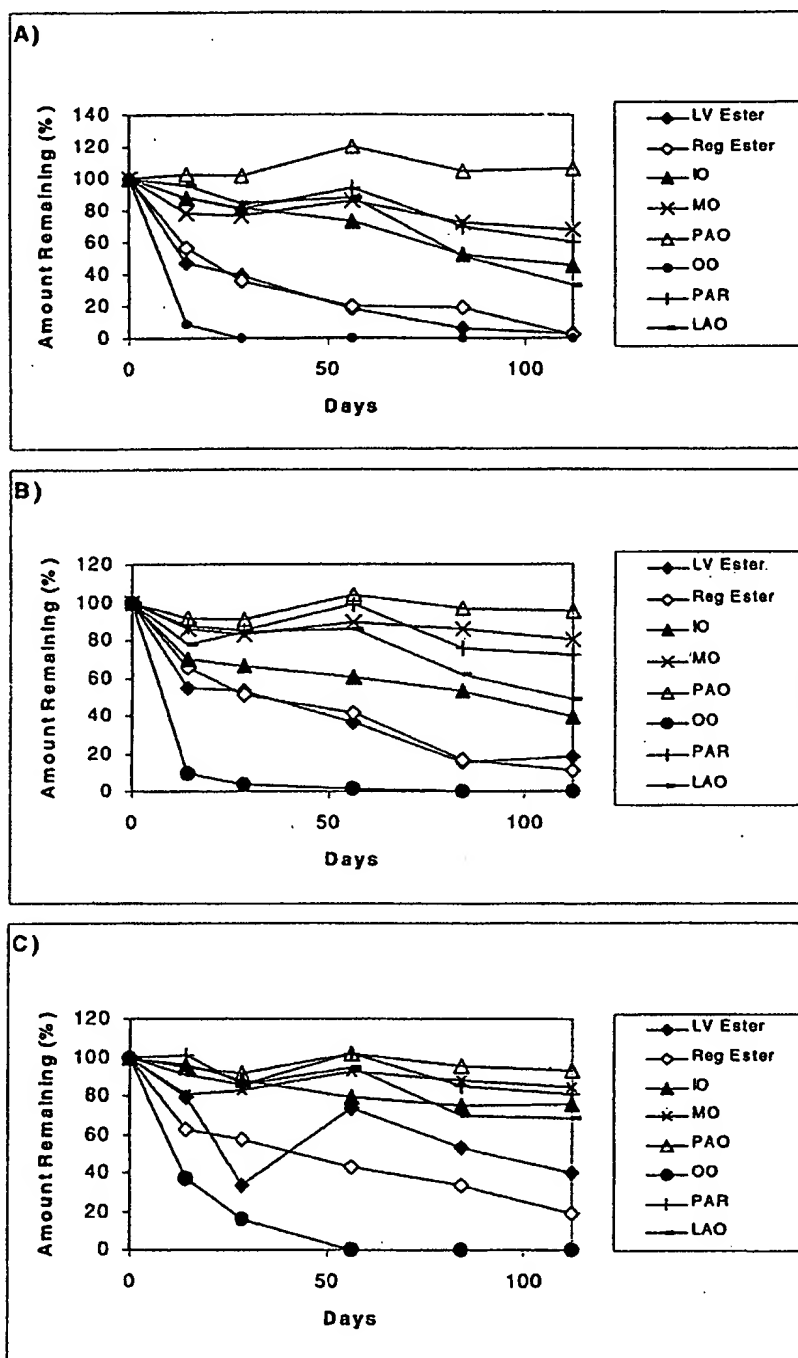 A)
Amount Remaining (%)
140
120
100
80
60
40
20
0
0 50 100
Days
LV Ester
Reg Ester
IO
MO
PAO
OO
PAR
LAO
B)
Amount Remaining (%)
120
100
80
60
40
20
0
0 50 100
Days
LV Ester.
Reg Ester
IO
MO
PAO
OO
PAR
LAO
C)
Amount Remaining (%)
120
100
80
60
40
20
0
0 50 100
Days
LV Ester
Reg Ester
IO
MO
PAO
OO
PAR
LAO